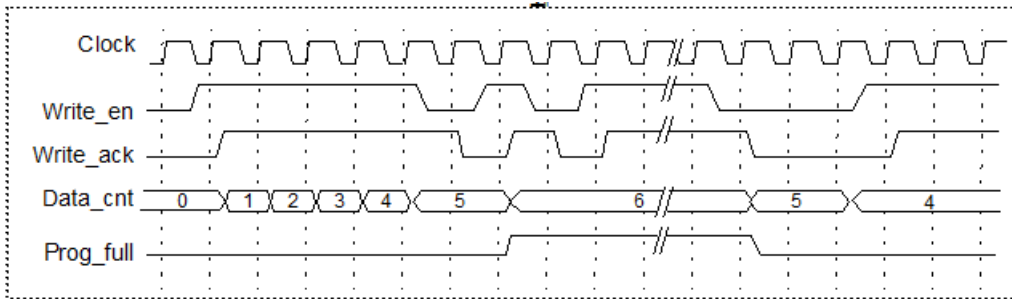 Clock
Write_en
Write_ack
Data_cnt 0 1 2 3 4 5 6 5 4
Prog_full